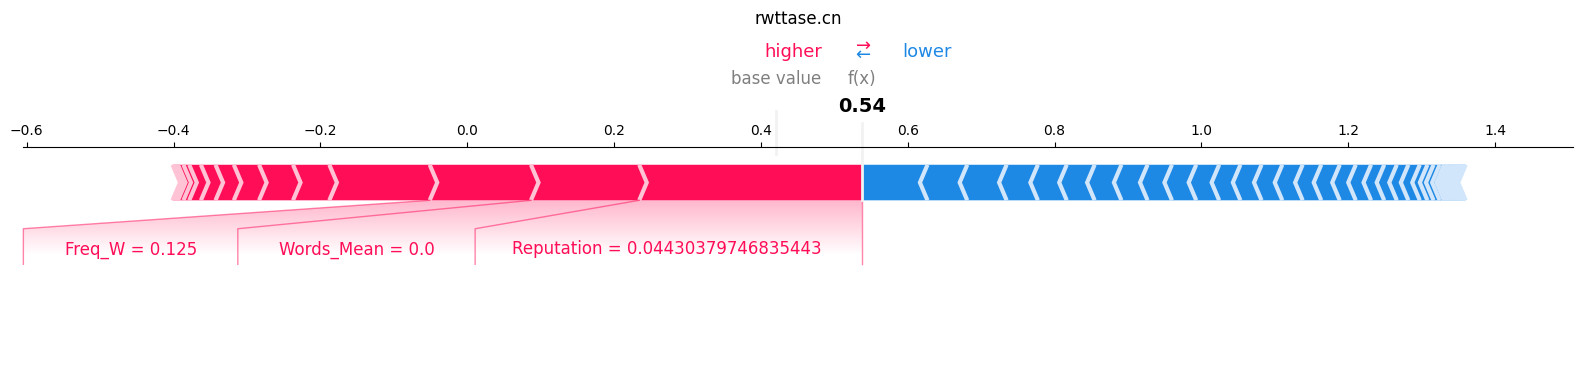 rwttase.cn
higher → ← lower
base value f(x)
0.54
−0.6 −0.4 −0.2 0.0 0.2 0.4 0.6 0.8 1.0 1.2 1.4
Freq_W = 0.125 Words_Mean = 0.0 Reputation = 0.04430379746835443